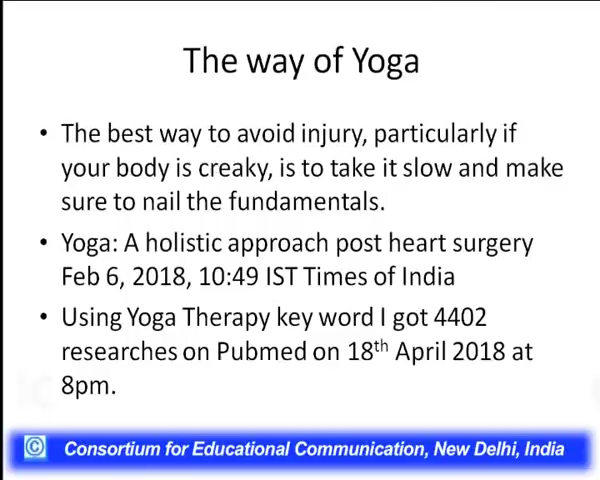 The way of Yoga
• The best way to avoid injury, particularly if
your body is creaky, is to take it slow and make
sure to nail the fundamentals.
• Yoga: A holistic approach post heart surgery
Feb 6, 2018, 10:49 IST Times of India
• Using Yoga Therapy key word I got 4402
researches on Pubmed on 18th April 2018 at
8pm.
© Consortium for Educational Communication, New Delhi, India